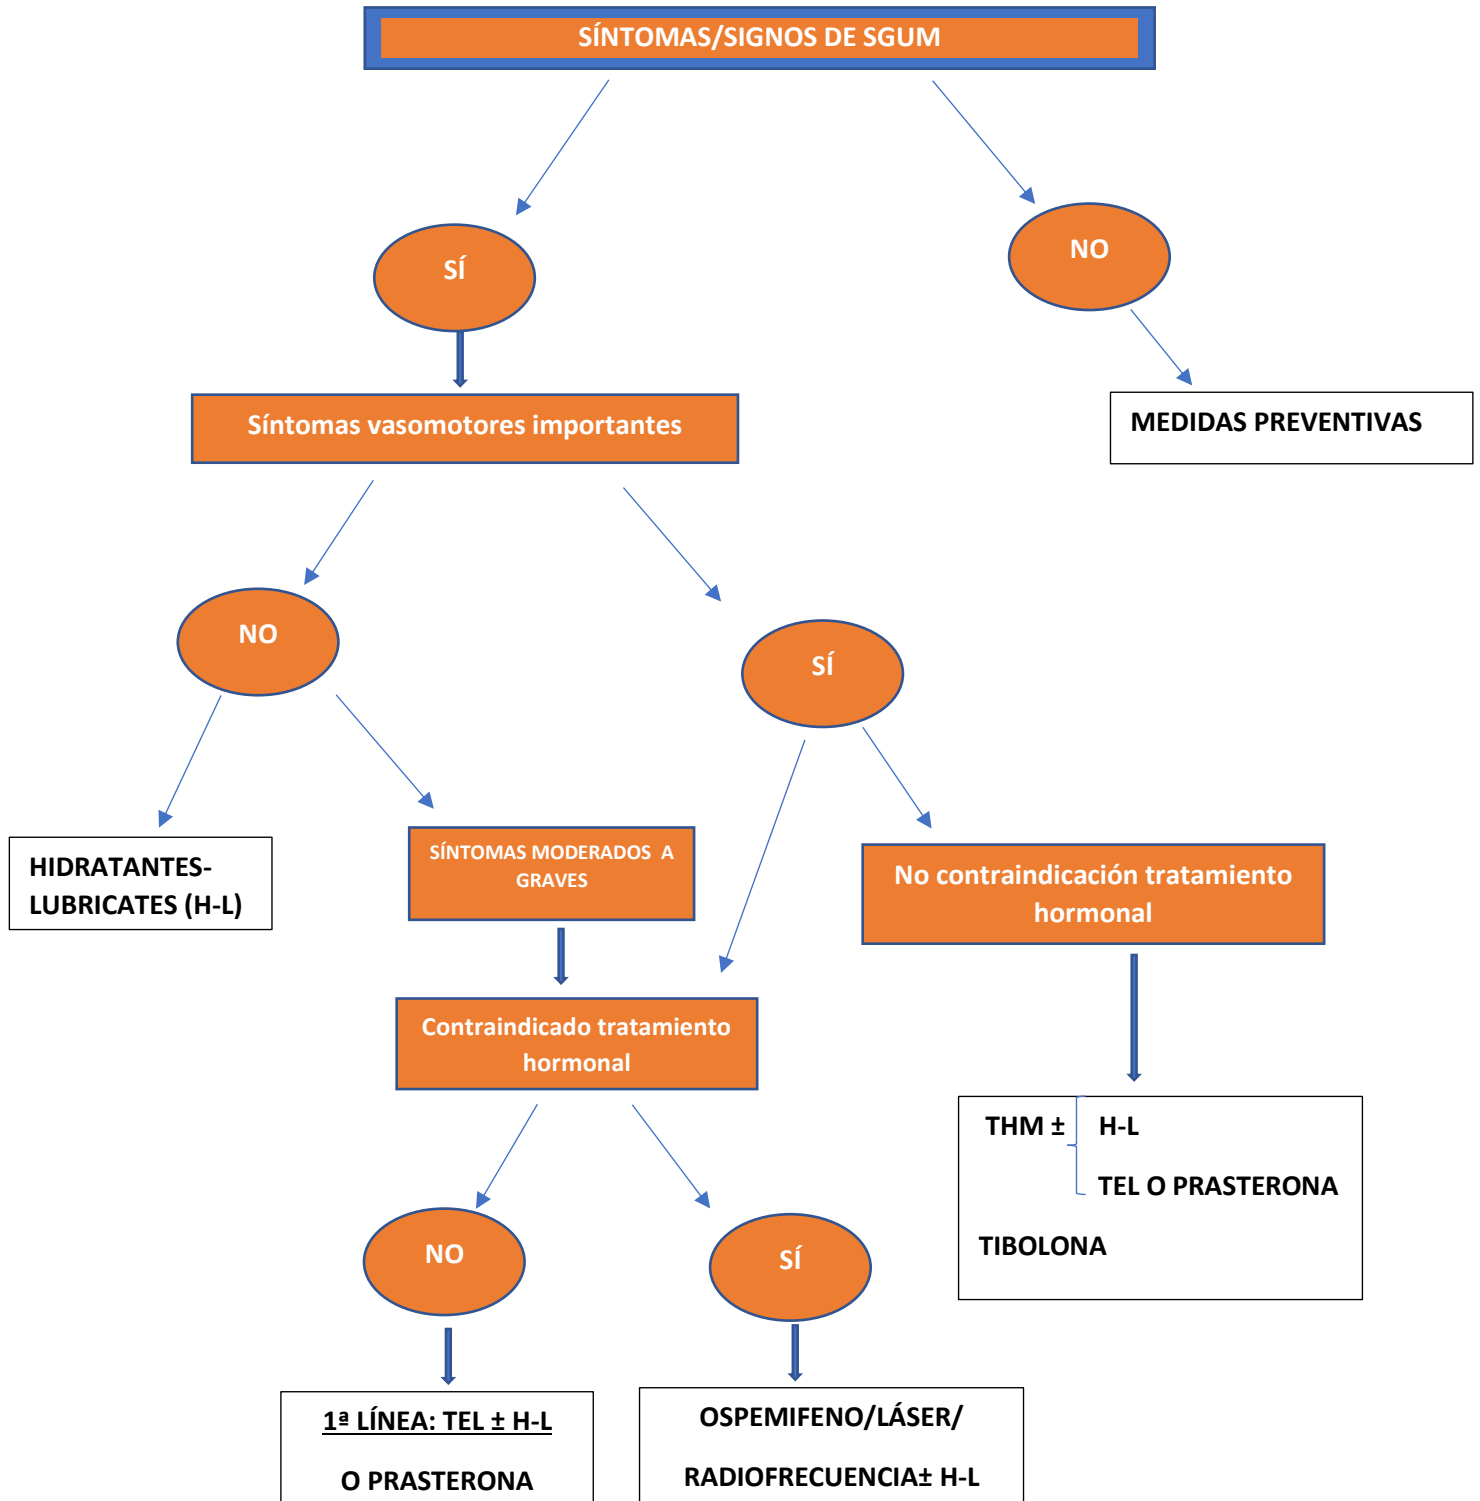 SÍNTOMAS/SIGNOS DE SGUM
SÍ
NO
Síntomas vasomotores importantes
MEDIDAS PREVENTIVAS
NO
SÍ
HIDRATANTES-
LUBRICATES (H-L)
SÍNTOMAS MODERADOS A
GRAVES
No contraindicación tratamiento
hormonal
Contraindicado tratamiento
hormonal
THM ± H-L
TEL O PRASTERONA
TIBOLONA
NO
SÍ
1ª LÍNEA: TEL ± H-L
O PRASTERONA
OSPEMIFENO/LÁSER/
RADIOFRECUENCIA± H-L